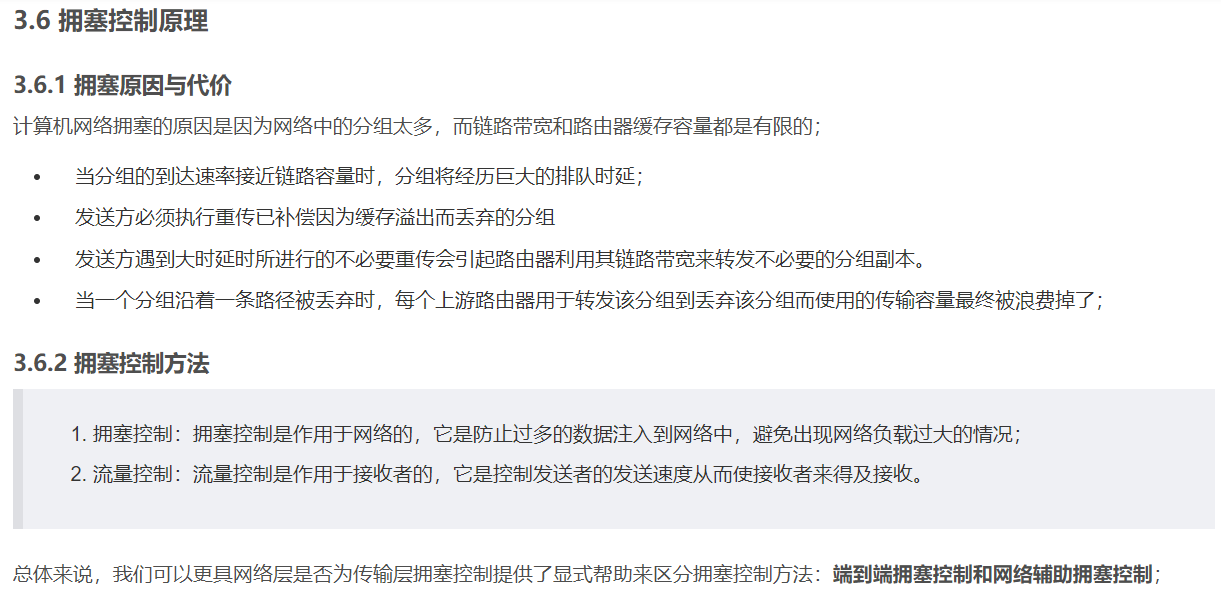 3.6 拥塞控制原理
3.6.1 拥塞原因与代价
计算机网络拥塞的原因是因为网络中的分组太多，而链路带宽和路由器缓存容量都是有限的；
• 当分组的到达速率接近链路容量时，分组将经历巨大的排队时延；
• 发送方必须执行重传已补偿因为缓存溢出而丢弃的分组
• 发送方遇到大时延时所进行的不必要重传会引起路由器利用其链路带宽来转发不必要的分组副本。
• 当一个分组沿着一条路径被丢弃时，每个上游路由器用于转发该分组到丢弃该分组而使用的传输容量最终被浪费掉了；
3.6.2 拥塞控制方法
1. 拥塞控制：拥塞控制是作用于网络的，它是防止过多的数据注入到网络中，避免出现网络负载过大的情况；
2. 流量控制：流量控制是作用于接收者的，它是控制发送者的发送速度从而使接收者来得及接收。
总体来说，我们可以更具网络层是否为传输层拥塞控制提供了显式帮助来区分拥塞控制方法：端到端拥塞控制和网络辅助拥塞控制；